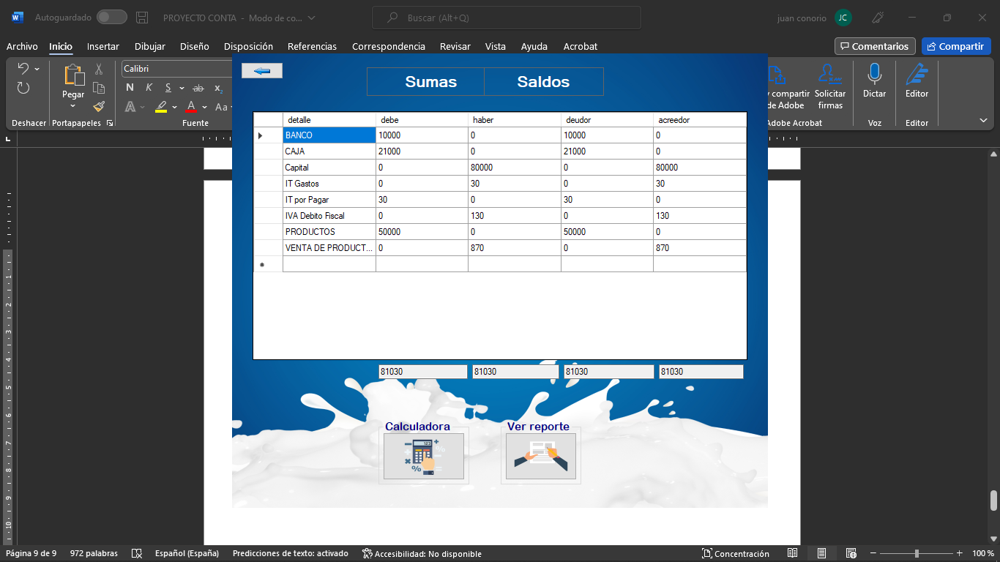 Autoguardado PROYECTO CONTA - Modo de co... Buscar (Alt+Q) juan conorio JC
Archivo Inicio Insertar Dibujar Diseño Disposición Referencias Correspondencia Revisar Vista Ayuda Acrobat Comentarios Compartir
Calibri
Pegar
N K S ab x₂
A A Aa
Deshacer Portapapeles Fuente
y compartir
de Adobe
Solicitar
firmas
Dictar
Editor
Adobe Acrobat Voz Editor
Sumas Saldos
detalle debe haber deudor acreedor
BANCO 10000 0 10000 0
CAJA 21000 0 21000 0
Capital 0 80000 0 80000
IT Gastos 0 30 0 30
IT por Pagar 30 0 30 0
IVA Debito Fiscal 0 130 0 130
PRODUCTOS 50000 0 50000 0
VENTA DE PRODUCT... 0 870 0 870
81030 81030 81030 81030
Calculadora Ver reporte
Página 9 de 9 972 palabras Español (España) Predicciones de texto: activado Accesibilidad: No disponible Concentración 100 %